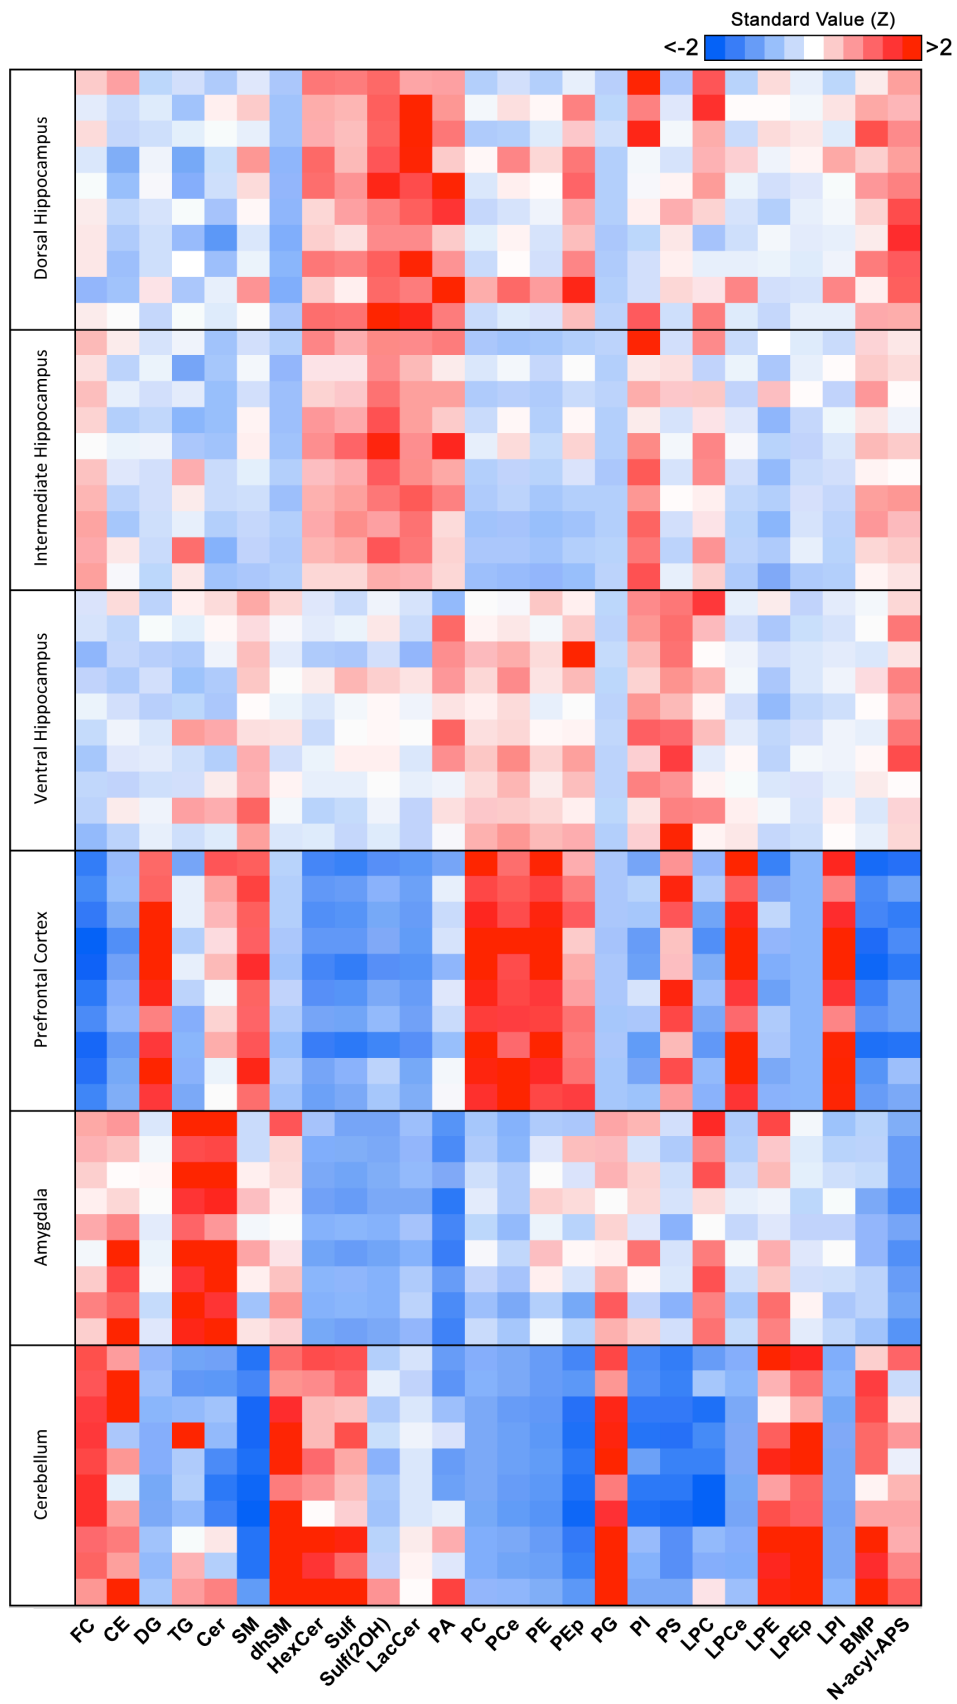 Standard Value (Z)
<-2 >2
Dorsal Hippocampus
Intermediate Hippocampus
Ventral Hippocampus
Prefrontal Cortex
Amygdala
Cerebellum
FC CE DG TG Cer SM dhSM HexCer Sulf Sulf(2OH) LacCer PA PC PCe PE PEp PG PI PS LPC LPCe LPE LPEp LPI BMP N-acyl-APS